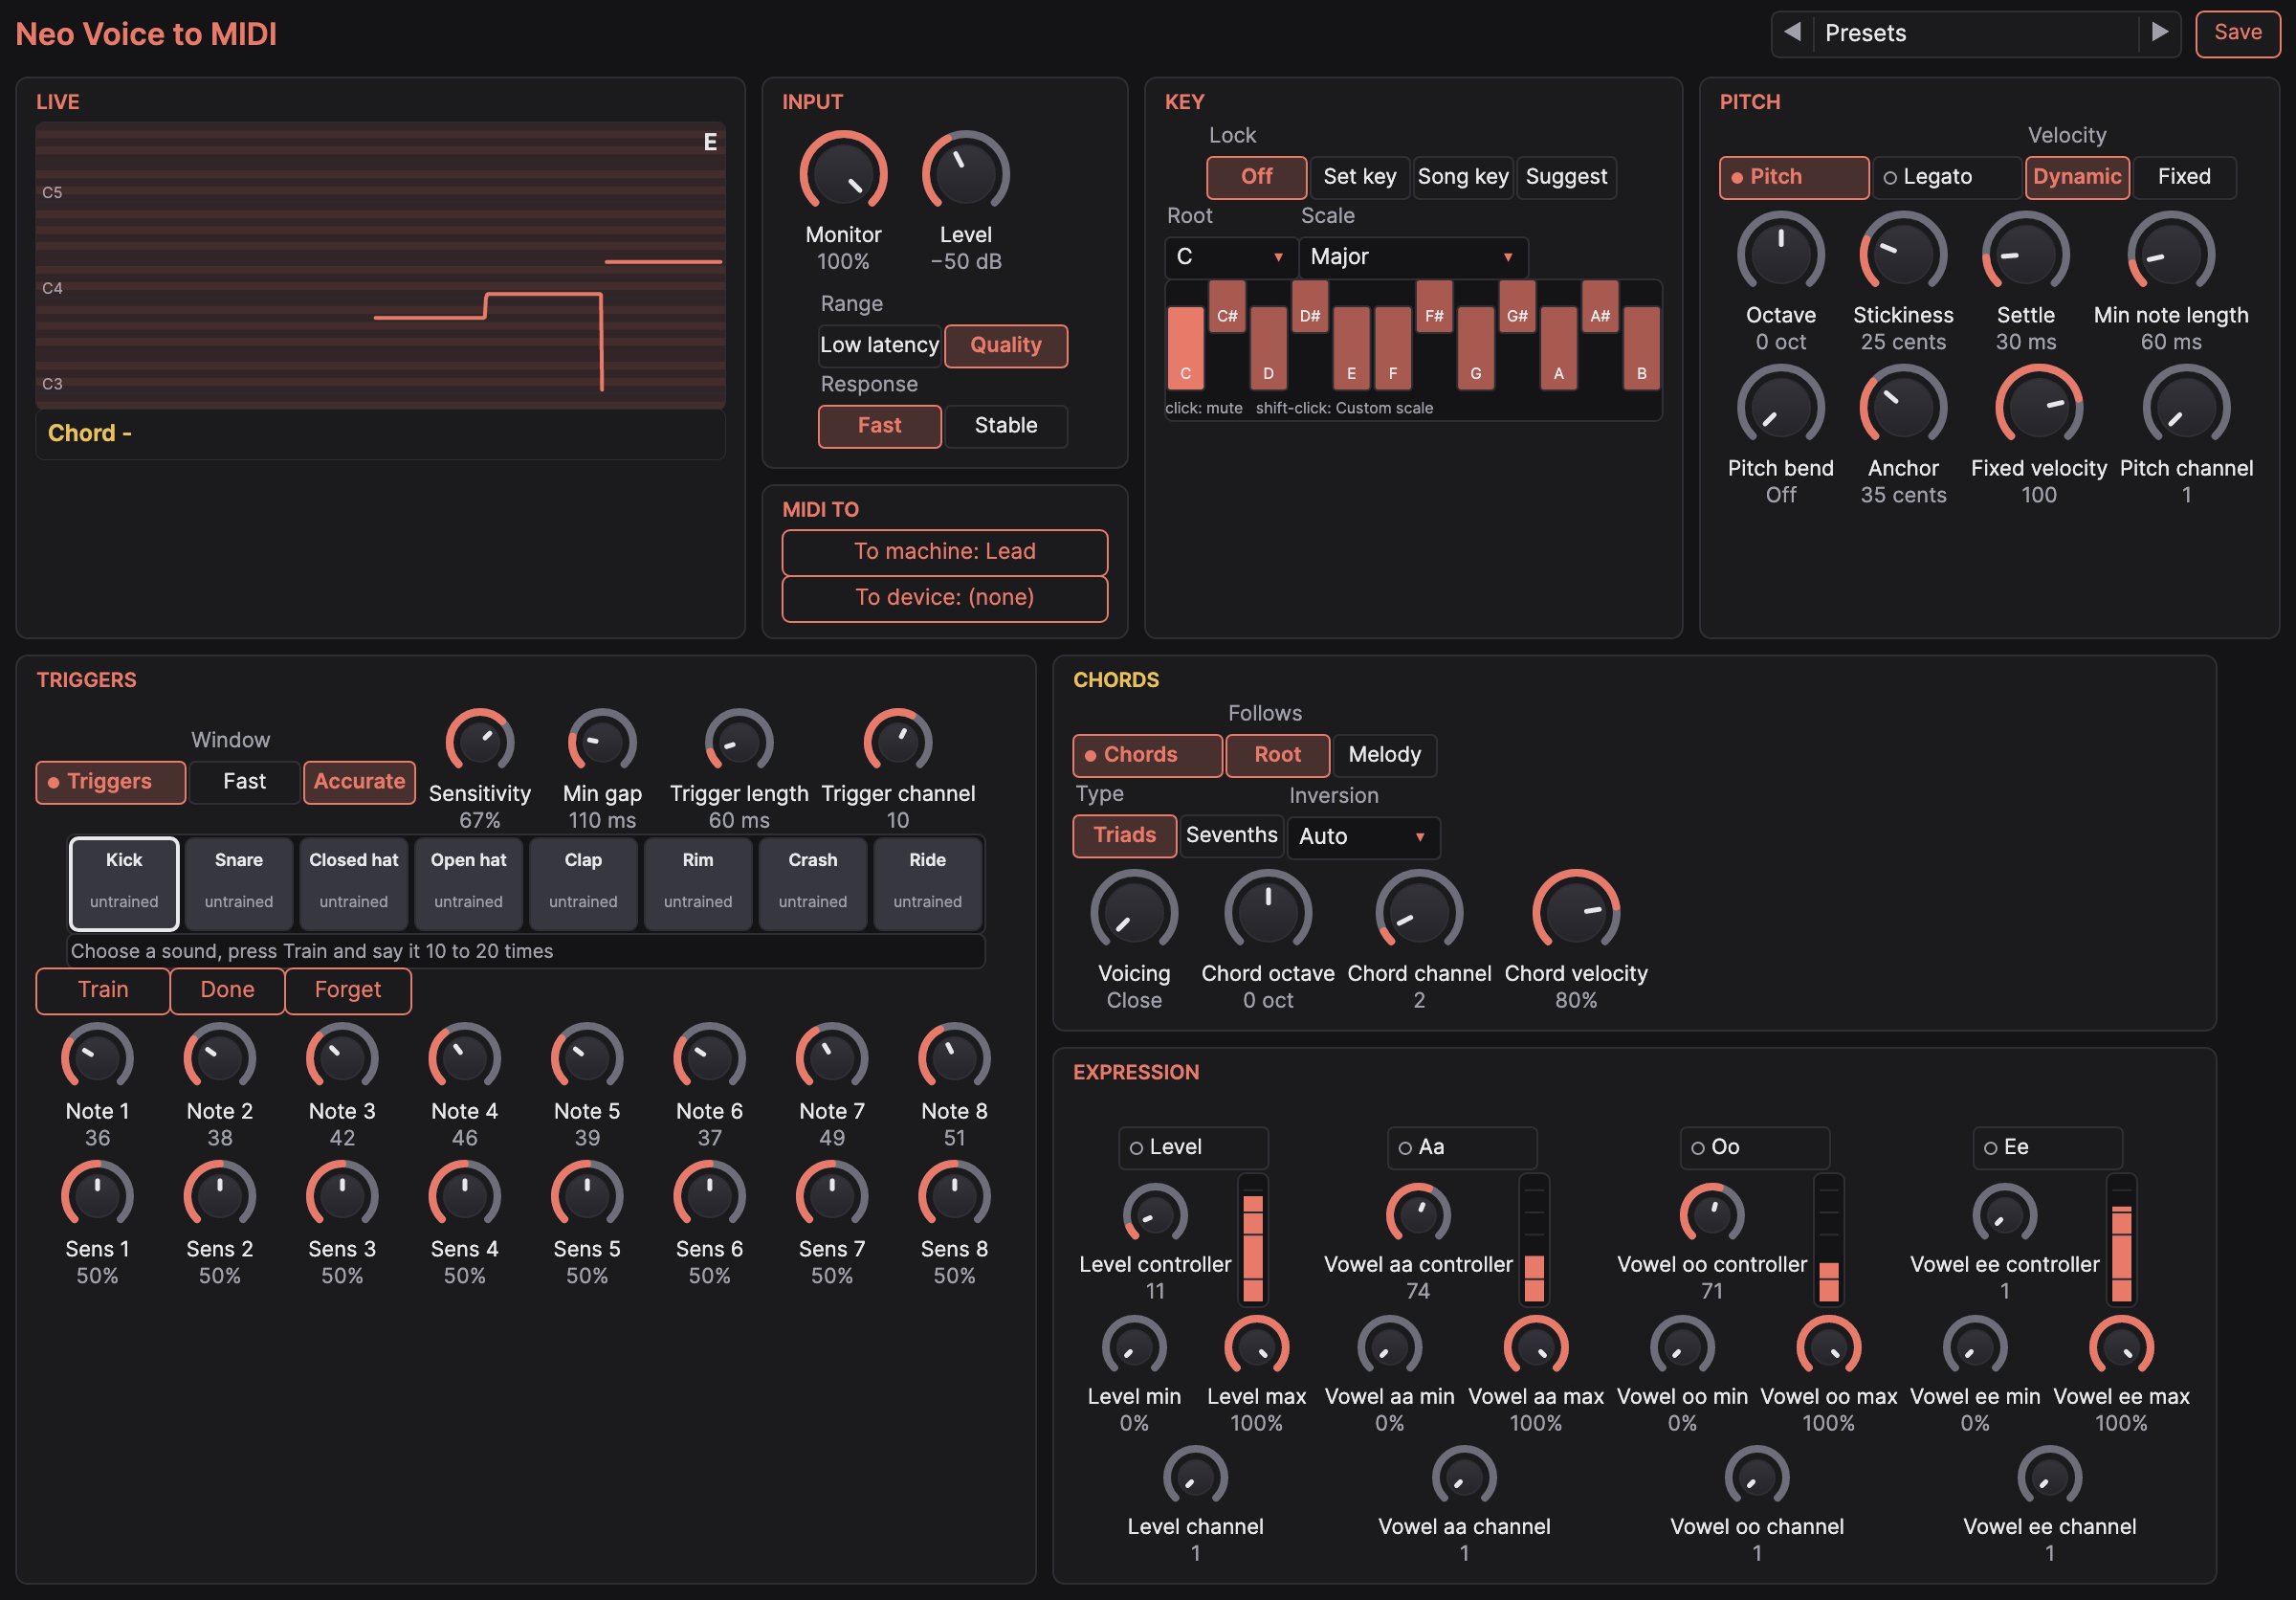 Neo Voice to MIDI
Presets
Save
LIVE
E
C5
C4
C3
Chord -
INPUT
Monitor
100%
Level
−50 dB
Range
Low latency
Quality
Response
Fast
Stable
MIDI TO
To machine: Lead
To device: (none)
KEY
Lock
Off
Set key
Song key
Suggest
Root
Scale
C
Major
C#
D#
F#
G#
A#
C
D
E
F
G
A
B
click: mute shift-click: Custom scale
PITCH
Velocity
Pitch
Legato
Dynamic
Fixed
Octave
0 oct
Stickiness
25 cents
Settle
30 ms
Min note length
60 ms
Pitch bend
Off
Anchor
35 cents
Fixed velocity
100
Pitch channel
1
TRIGGERS
Window
Triggers
Fast
Accurate
Sensitivity
67%
Min gap
110 ms
Trigger length
60 ms
Trigger channel
10
Kick
untrained
Snare
untrained
Closed hat
untrained
Open hat
untrained
Clap
untrained
Rim
untrained
Crash
untrained
Ride
untrained
Choose a sound, press Train and say it 10 to 20 times
Train
Done
Forget
Note 1
36
Note 2
38
Note 3
42
Note 4
46
Note 5
39
Note 6
37
Note 7
49
Note 8
51
Sens 1
50%
Sens 2
50%
Sens 3
50%
Sens 4
50%
Sens 5
50%
Sens 6
50%
Sens 7
50%
Sens 8
50%
CHORDS
Follows
Chords
Root
Melody
Type
Inversion
Triads
Sevenths
Auto
Voicing
Close
Chord octave
0 oct
Chord channel
2
Chord velocity
80%
EXPRESSION
Level
Aa
Oo
Ee
Level controller
11
Vowel aa controller
74
Vowel oo controller
71
Vowel ee controller
1
Level min
0%
Level max
100%
Vowel aa min
0%
Vowel aa max
100%
Vowel oo min
0%
Vowel oo max
100%
Vowel ee min
0%
Vowel ee max
100%
Level channel
1
Vowel aa channel
1
Vowel oo channel
1
Vowel ee channel
1